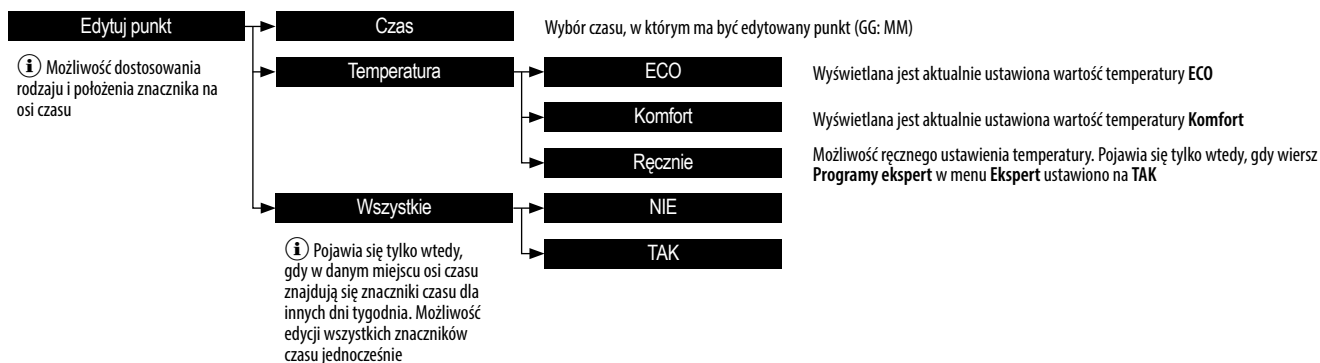 Edytuj punkt
Czas
Wybór czasu, w którym ma być edytowany punkt (GG: MM)
i Możliwość dostosowania
rodzaju i położenia znacznika na
osi czasu
Temperatura
ECO
Wyświetlana jest aktualnie ustawiona wartość temperatury ECO
Komfort
Wyświetlana jest aktualnie ustawiona wartość temperatury Komfort
Ręcznie
Możliwość ręcznego ustawienia temperatury. Pojawia się tylko wtedy, gdy wiersz
Programy ekspert w menu Ekspert ustawiono na TAK
Wszystkie
NIE
TAK
i Pojawia się tylko wtedy,
gdy w danym miejscu osi czasu
znajdują się znaczniki czasu dla
innych dni tygodnia. Możliwość
edycji wszystkich znaczników
czasu jednocześnie